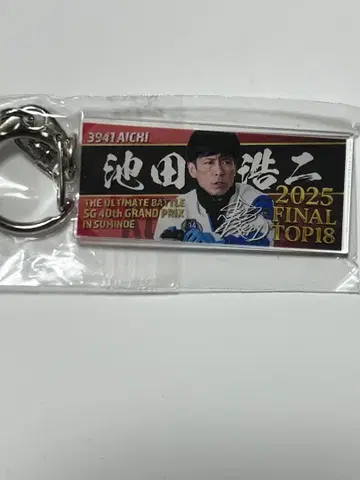 3941 AICHI
池田 浩二
THE ULTIMATE BATTLE
SG 40th GRAND PRIX
IN SUMINOE
2025
FINAL
TOP18